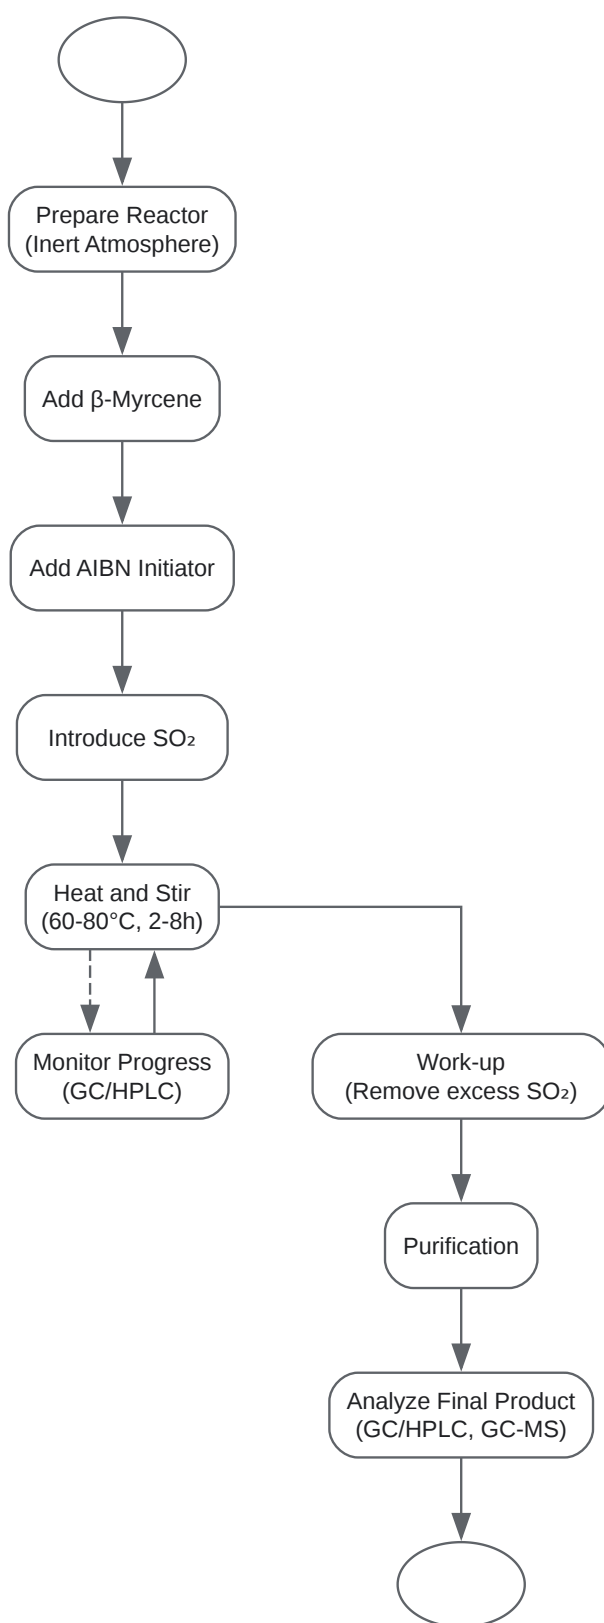 Prepare Reactor
(Inert Atmosphere)
Add β-Myrcene
Add AIBN Initiator
Introduce SO₂
Heat and Stir
(60-80°C, 2-8h)
Monitor Progress
(GC/HPLC)
Work-up
(Remove excess SO₂)
Purification
Analyze Final Product
(GC/HPLC, GC-MS)